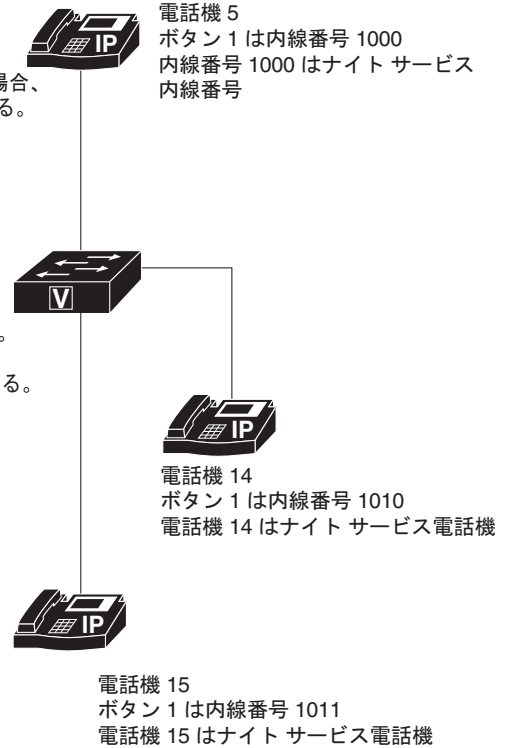 電話機 5
ボタン 1 は内線番号 1000
内線番号 1000 はナイト サービス
内線番号
IP
場合、
る。
V
。
る。
IP
電話機 14
ボタン 1 は内線番号 1010
電話機 14 はナイト サービス電話機
IP
電話機 15
ボタン 1 は内線番号 1011
電話機 15 はナイト サービス電話機